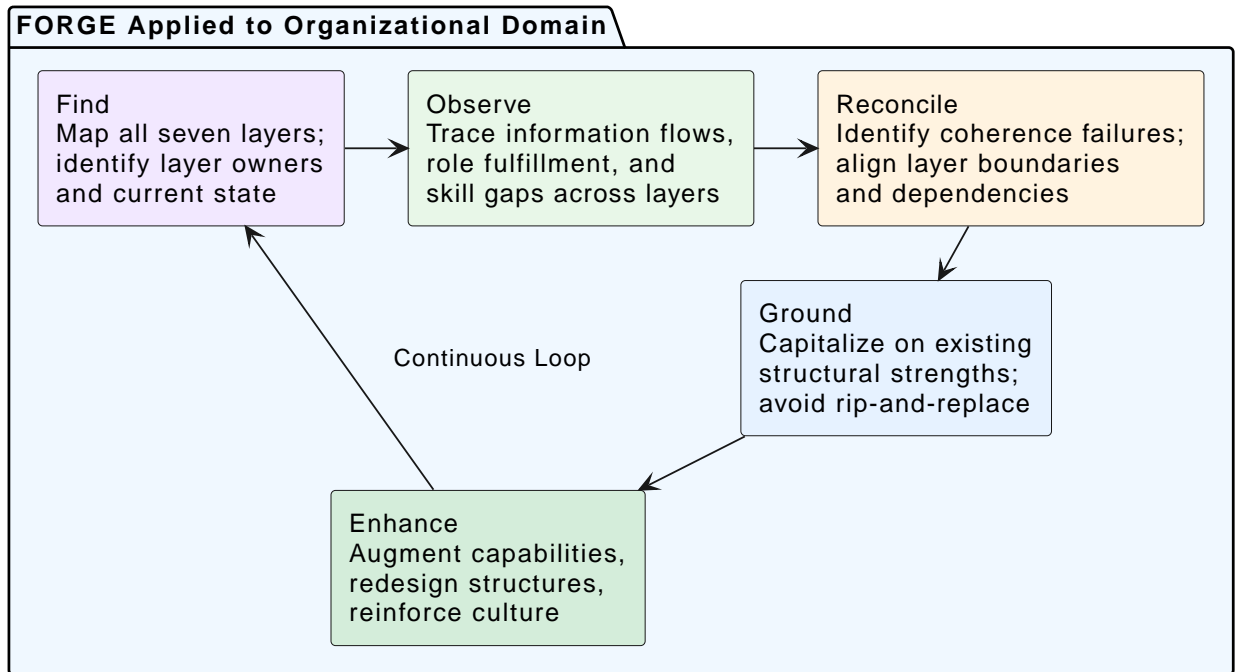 FORGE Applied to Organizational Domain
Find
Map all seven layers;
identify layer owners
and current state
Observe
Trace information flows,
role fulfillment, and
skill gaps across layers
Reconcile
Identify coherence failures;
align layer boundaries
and dependencies
Ground
Capitalize on existing
structural strengths;
avoid rip-and-replace
Continuous Loop
Enhance
Augment capabilities,
redesign structures,
reinforce culture